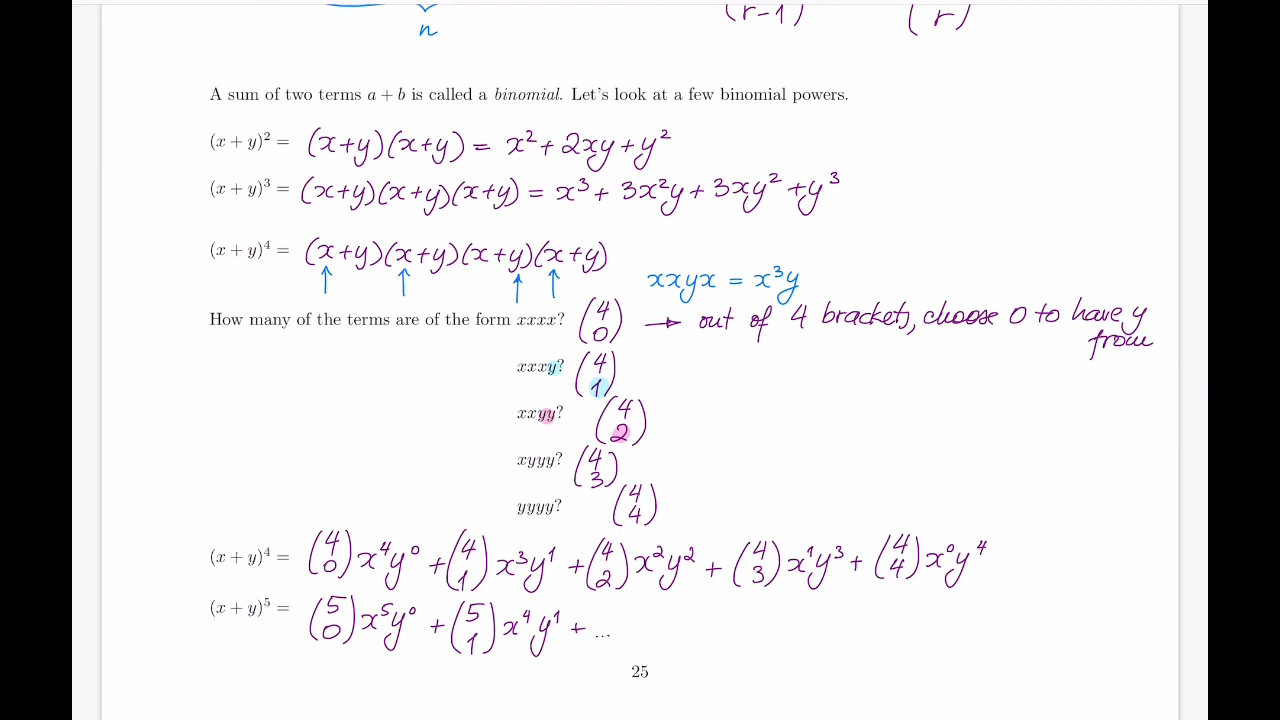 n (r-1) (r)
A sum of two terms a + b is called a binomial. Let's look at a few binomial powers.
(x + y)² = (x+y)(x+y) = x² + 2xy + y²
(x + y)³ = (x+y)(x+y)(x+y) = x³ + 3x²y + 3xy² + y³
(x + y)⁴ = (x+y)(x+y)(x+y)(x+y)
↑ ↑ ↑ ↑ xxyx = x³y
How many of the terms are of the form xxxx? (4 0) → out of 4 brackets, choose 0 to have y
from
xxxy? (4 1)
xxyy? (4 2)
xyyy? (4 3)
yyyy? (4 4)
(x + y)⁴ = (4 0) x⁴y⁰ + (4 1) x³y¹ + (4 2) x²y² + (4 3) x¹y³ + (4 4) x⁰y⁴
(x + y)⁵ = (5 0) x⁵y⁰ + (5 1) x⁴y¹ + ...
25